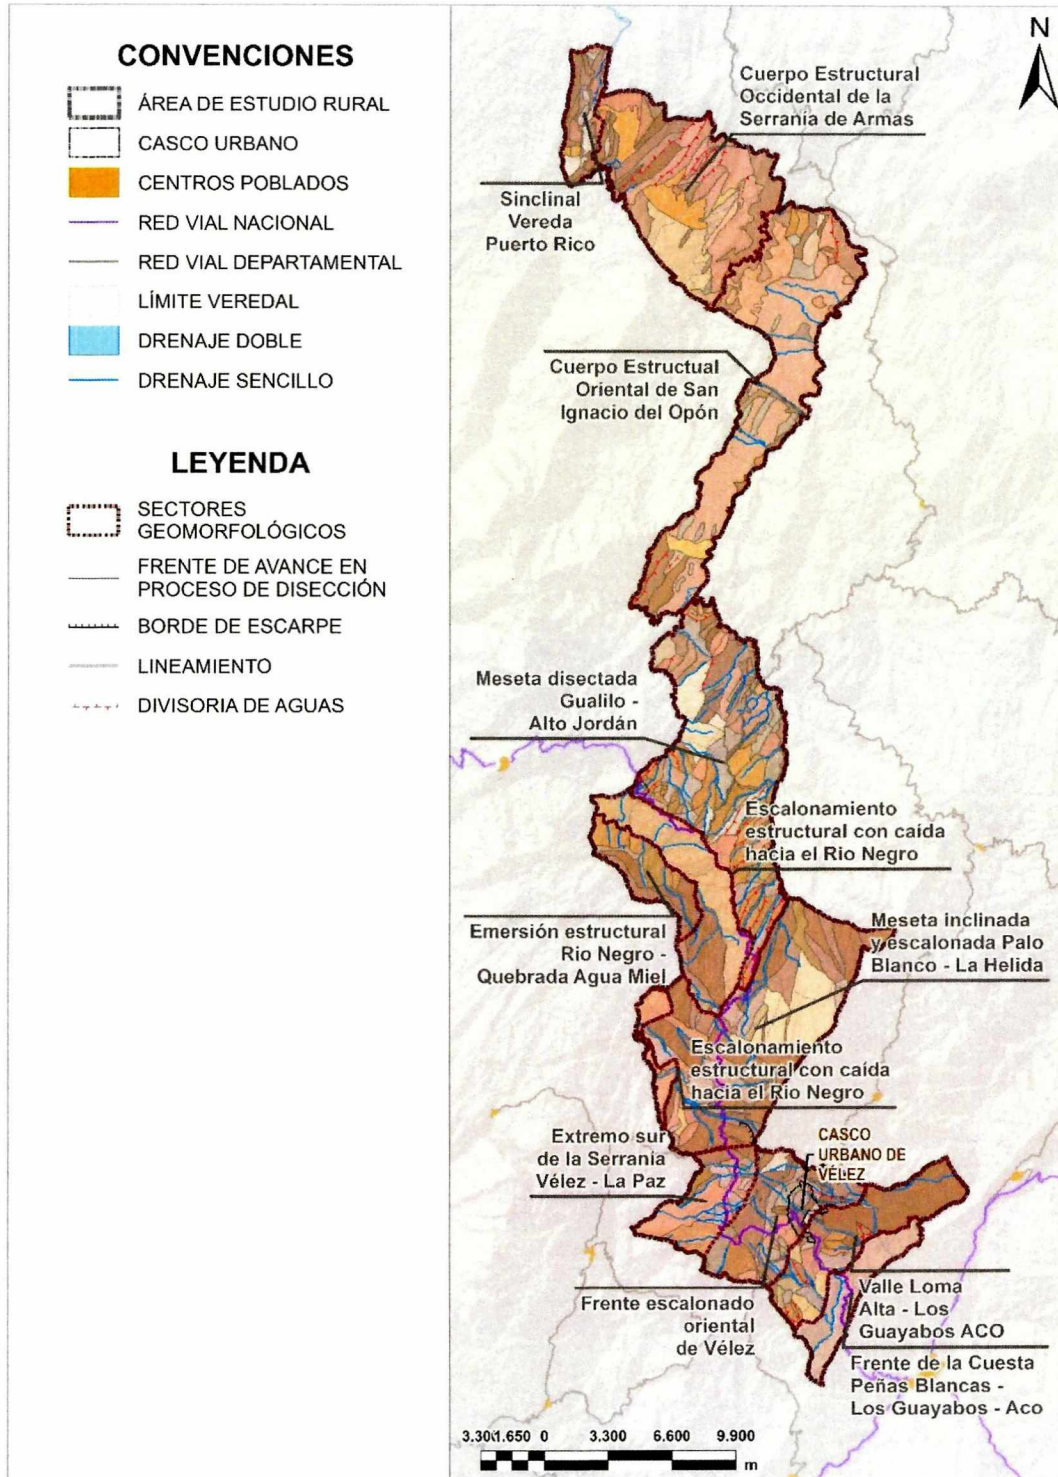 CONVENCIONES
ÁREA DE ESTUDIO RURAL
CASCO URBANO
CENTROS POBLADOS
RED VIAL NACIONAL
RED VIAL DEPARTAMENTAL
LÍMITE VEREDAL
DRENAJE DOBLE
DRENAJE SENCILLO
LEYENDA
SECTORES
GEOMORFOLÓGICOS
FRENTE DE AVANCE EN
PROCESO DE DISECCIÓN
BORDE DE ESCARPE
LINEAMIENTO
DIVISORIA DE AGUAS
N
Cuerpo Estructural
Occidental de la
Serranía de Armas
Sinclinal
Vereda
Puerto Rico
Cuerpo Estructual
Oriental de San
Ignacio del Opón
Meseta disectada
Gualilo -
Alto Jordán
Escalonamiento
estructural con caída
hacia el Rio Negro
Emersión estructural
Rio Negro -
Quebrada Agua Miel
Meseta inclinada
y escalonada Palo
Blanco - La Helida
Escalonamiento
estructural con caída
hacia el Rio Negro
Extremo sur
de la Serranía
Vélez - La Paz
CASCO
URBANO DE
VÉLEZ
Frente escalonado
oriental
de Vélez
Valle Loma
Alta - Los
Guayabos ACO
Frente de la Cuesta
Peñas Blancas -
Los Guayabos - Aco
3.3001.650 0 3.300 6.600 9.900
m